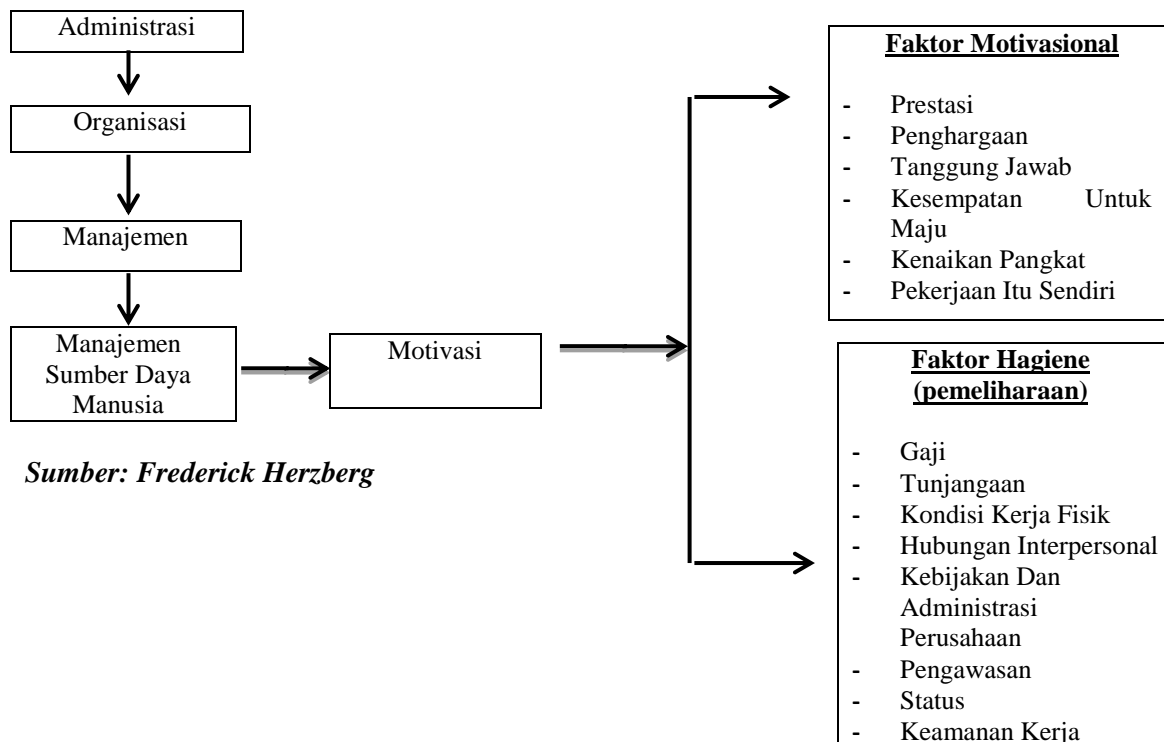 Administrasi
Organisasi
Manajemen
Manajemen
Sumber Daya
Manusia
Motivasi
Sumber: Frederick Herzberg
Faktor Motivasional
- Prestasi
- Penghargaan
- Tanggung Jawab
- Kesempatan Untuk
Maju
- Kenaikan Pangkat
- Pekerjaan Itu Sendiri
Faktor Hagiene
(pemeliharaan)
- Gaji
- Tunjangaan
- Kondisi Kerja Fisik
- Hubungan Interpersonal
- Kebijakan Dan
Administrasi
Perusahaan
- Pengawasan
- Status
- Keamanan Kerja